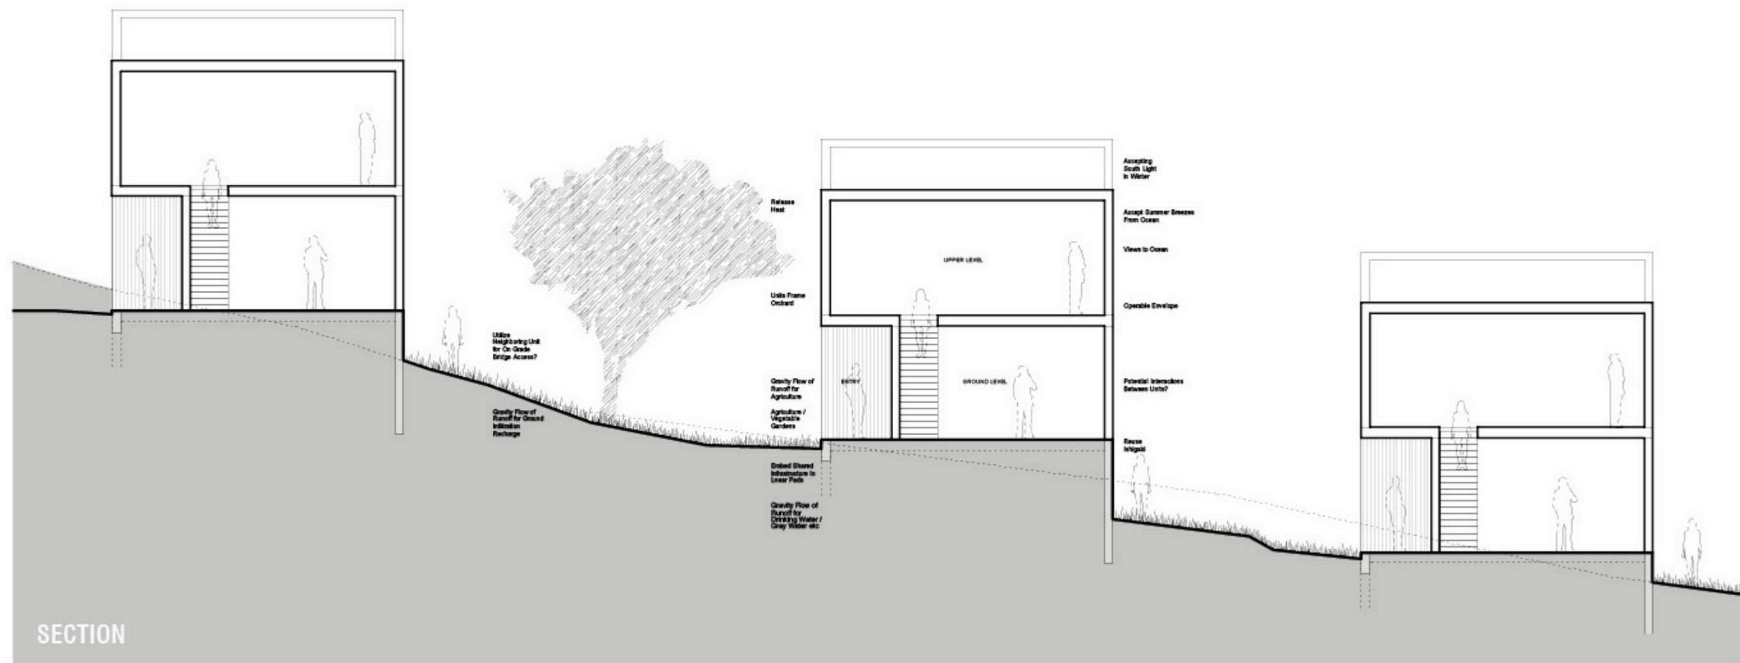 Accepting
South Light
in Winter
Release
Heat
Accept Summer Breezes
From Ocean
Views to Ocean
UPPER LEVEL
Units Frame
Orchard
Operable Envelope
Utilize
Neighboring Unit
for On Grade
Bridge Access?
Gravity Flow of
Runoff for
Agriculture
ENTRY
GROUND LEVEL
Potential Interactions
Between Units?
Gravity Flow of
Runoff for Ground
Infiltration
Recharge
Agriculture /
Vegetable
Gardens
Reuse
Ishigaki
Embed Shared
Infrastructure in
Linear Pads
Gravity Flow of
Runoff for
Drinking Water /
Gray Water etc
SECTION